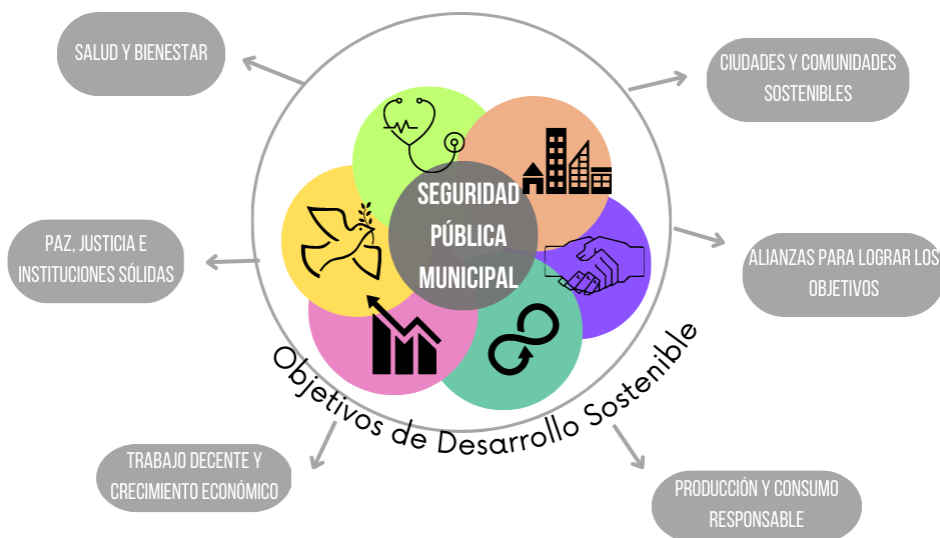 SALUD Y BIENESTAR
CIUDADES Y COMUNIDADES
SOSTENIBLES
SEGURIDAD
PÚBLICA
MUNICIPAL
PAZ, JUSTICIA E
INSTITUCIONES SÓLIDAS
ALIANZAS PARA LOGRAR LOS
OBJETIVOS
Objetivos de Desarrollo Sostenible
TRABAJO DECENTE Y
CRECIMIENTO ECONÓMICO
PRODUCCIÓN Y CONSUMO
RESPONSABLE